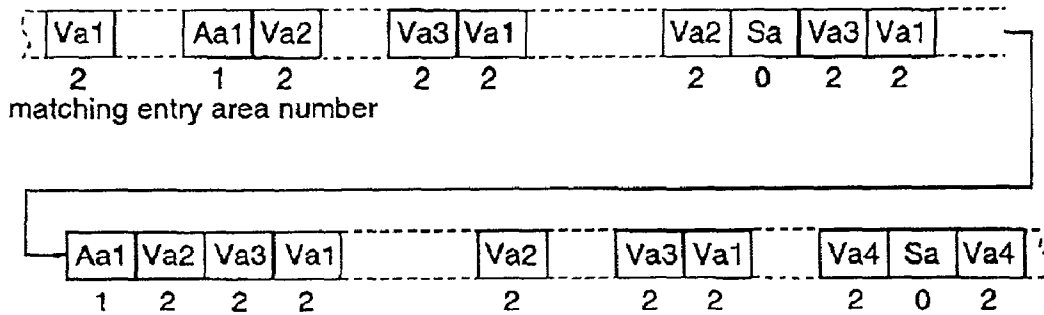 Va1 Aa1 Va2 Va3 Va1 Va2 Sa Va3 Va1
2 1 2 2 2 2 0 2 2
matching entry area number
Aa1 Va2 Va3 Va1 Va2 Va3 Va1 Va4 Sa Va4
1 2 2 2 2 2 2 2 0 2